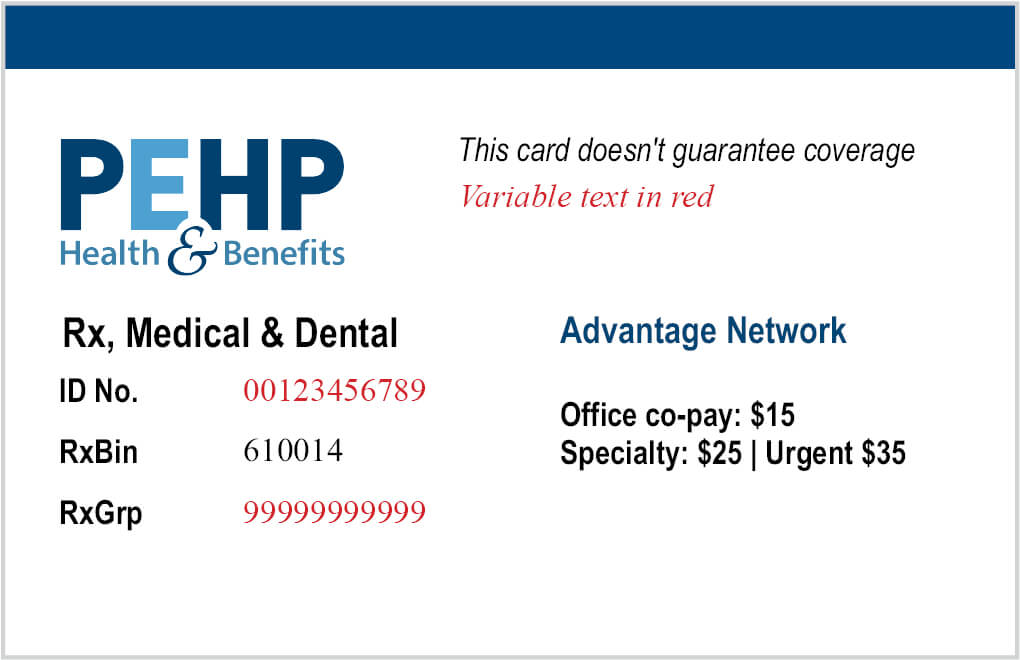 PEHP
Health & Benefits
This card doesn't guarantee coverage
Variable text in red
Rx, Medical & Dental
ID No. 00123456789
RxBin 610014
RxGrp 99999999999
Advantage Network
Office co-pay: $15
Specialty: $25 | Urgent $35